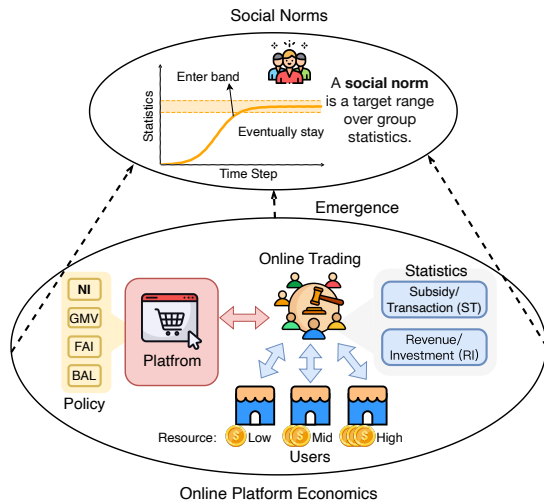 Social Norms
Enter band
A social norm
is a target range
over group
statistics.
Eventually stay
Statistics
Time Step
Emergence
Online Trading
Statistics
NI
GMV
FAI
BAL
Policy
Platfrom
Subsidy/
Transaction (ST)
Revenue/
Investment (RI)
Resource: $ Low $ Mid $ High
Users
Online Platform Economics